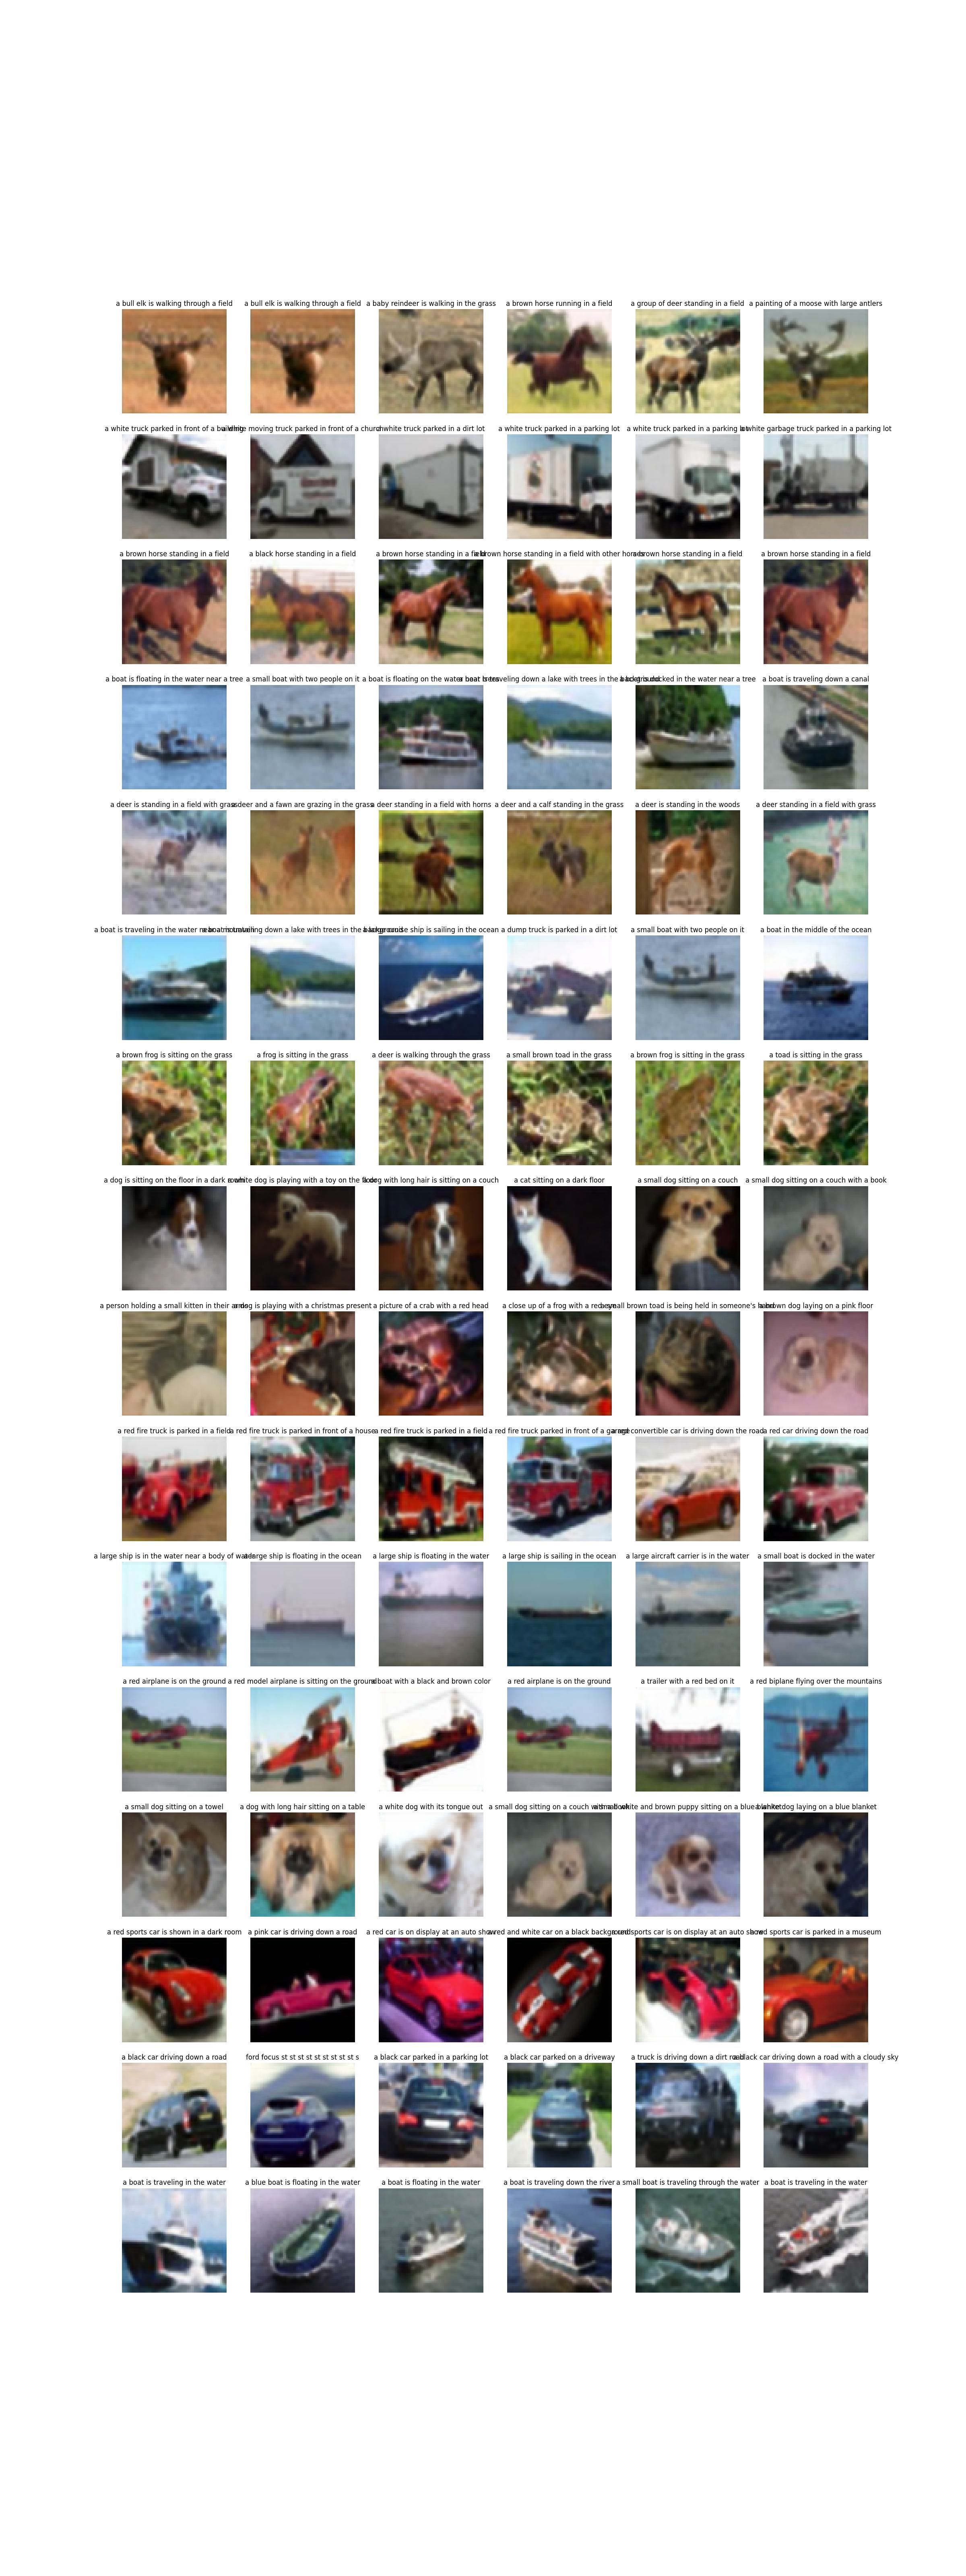 a bull elk is walking through a field
a bull elk is walking through a field
a baby reindeer is walking in the grass
a brown horse running in a field
a group of deer standing in a field
a painting of a moose with large antlers
a white truck parked in front of a building
a white moving truck parked in front of a church
a white truck parked in a dirt lot
a white truck parked in a parking lot
a white truck parked in a parking lot
a white garbage truck parked in a parking lot
a brown horse standing in a field
a black horse standing in a field
a brown horse standing in a field
a brown horse standing in a field with other horses
a brown horse standing in a field
a brown horse standing in a field
a boat is floating in the water near a tree
a small boat with two people on it
a boat is floating on the water near trees
a boat is traveling down a lake with trees in the background
a boat is docked in the water near a tree
a boat is traveling down a canal
a deer is standing in a field with grass
a deer and a fawn are grazing in the grass
a deer standing in a field with horns
a deer and a calf standing in the grass
a deer is standing in the woods
a deer standing in a field with grass
a boat is traveling in the water near a mountain
a boat is traveling down a lake with trees in the background
a large cruise ship is sailing in the ocean
a dump truck is parked in a dirt lot
a small boat with two people on it
a boat in the middle of the ocean
a brown frog is sitting on the grass
a frog is sitting in the grass
a deer is walking through the grass
a small brown toad in the grass
a brown frog is sitting in the grass
a toad is sitting in the grass
a dog is sitting on the floor in a dark room
a white dog is playing with a toy on the floor
a dog with long hair is sitting on a couch
a cat sitting on a dark floor
a small dog sitting on a couch
a small dog sitting on a couch with a book
a person holding a small kitten in their arms
a dog is playing with a christmas present
a picture of a crab with a red head
a close up of a frog with a red eye
a small brown toad is being held in someone's hand
a brown dog laying on a pink floor
a red fire truck is parked in a field
a red fire truck is parked in front of a house
a red fire truck is parked in a field
a red fire truck parked in front of a garage
a red convertible car is driving down the road
a red car driving down the road
a large ship is in the water near a body of water
a large ship is floating in the ocean
a large ship is floating in the water
a large ship is sailing in the ocean
a large aircraft carrier is in the water
a small boat is docked in the water
a red airplane is on the ground
a red model airplane is sitting on the ground
a boat with a black and brown color
a red airplane is on the ground
a trailer with a red bed on it
a red biplane flying over the mountains
a small dog sitting on a towel
a dog with long hair sitting on a table
a white dog with its tongue out
a small dog sitting on a couch with a book
a small white and brown puppy sitting on a blue blanket
a white dog laying on a blue blanket
a red sports car is shown in a dark room
a pink car is driving down a road
a red car is on display at an auto show
a red and white car on a black background
a red sports car is on display at an auto show
a red sports car is parked in a museum
a black car driving down a road
ford focus st st st st st st st st st s
a black car parked in a parking lot
a black car parked on a driveway
a truck is driving down a dirt road
a black car driving down a road with a cloudy sky
a boat is traveling in the water
a blue boat is floating in the water
a boat is floating in the water
a boat is traveling down the river
a small boat is traveling through the water
a boat is traveling in the water